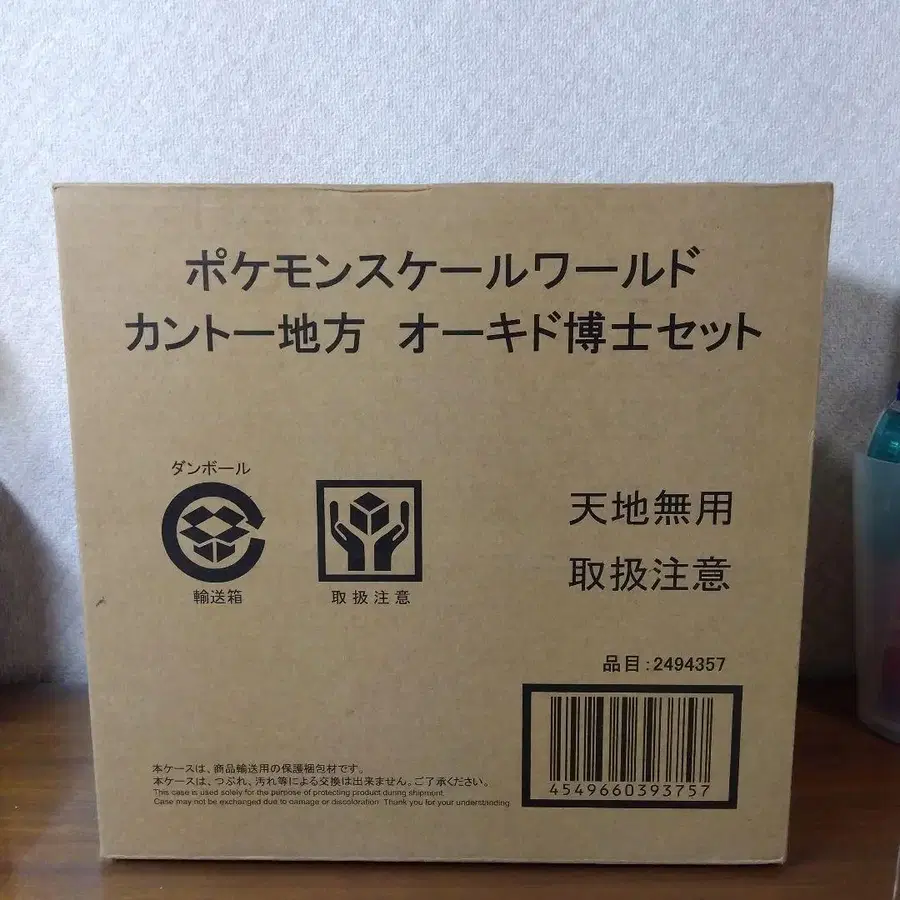 ポケモンスケールワールド
カントー地方 オーキド博士セット
ダンボール
輸送箱
取扱注意
天地無用
取扱注意
品目:2494357
4549660393757
本ケースは、商品輸送用の保護梱包材です。
本ケースは、つぶれ、汚れ等による交換は出来ません。ご了承ください。
This case is used solely for the purpose of protecting product during shipment.
Case may not be exchanged due to damage or discoloration. Thank you for your understanding